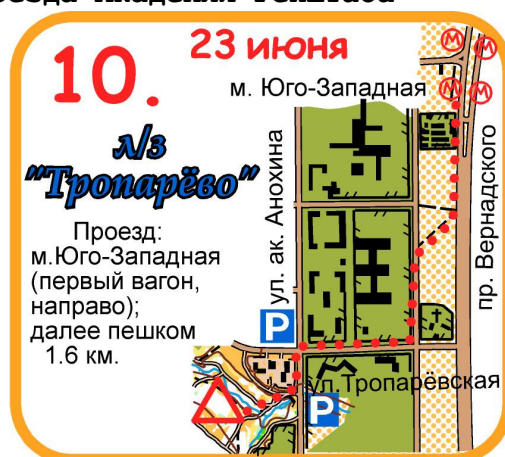 10.
23 июня
м. Юго-Западная
л/з
"Тропарёво"
Проезд:
м.Юго-Западная
(первый вагон,
направо);
далее пешком
1.6 км.
ул. ак. Анохина
пр. Вернадского
ул.Тропарёвская
P
P
М
М
М
М